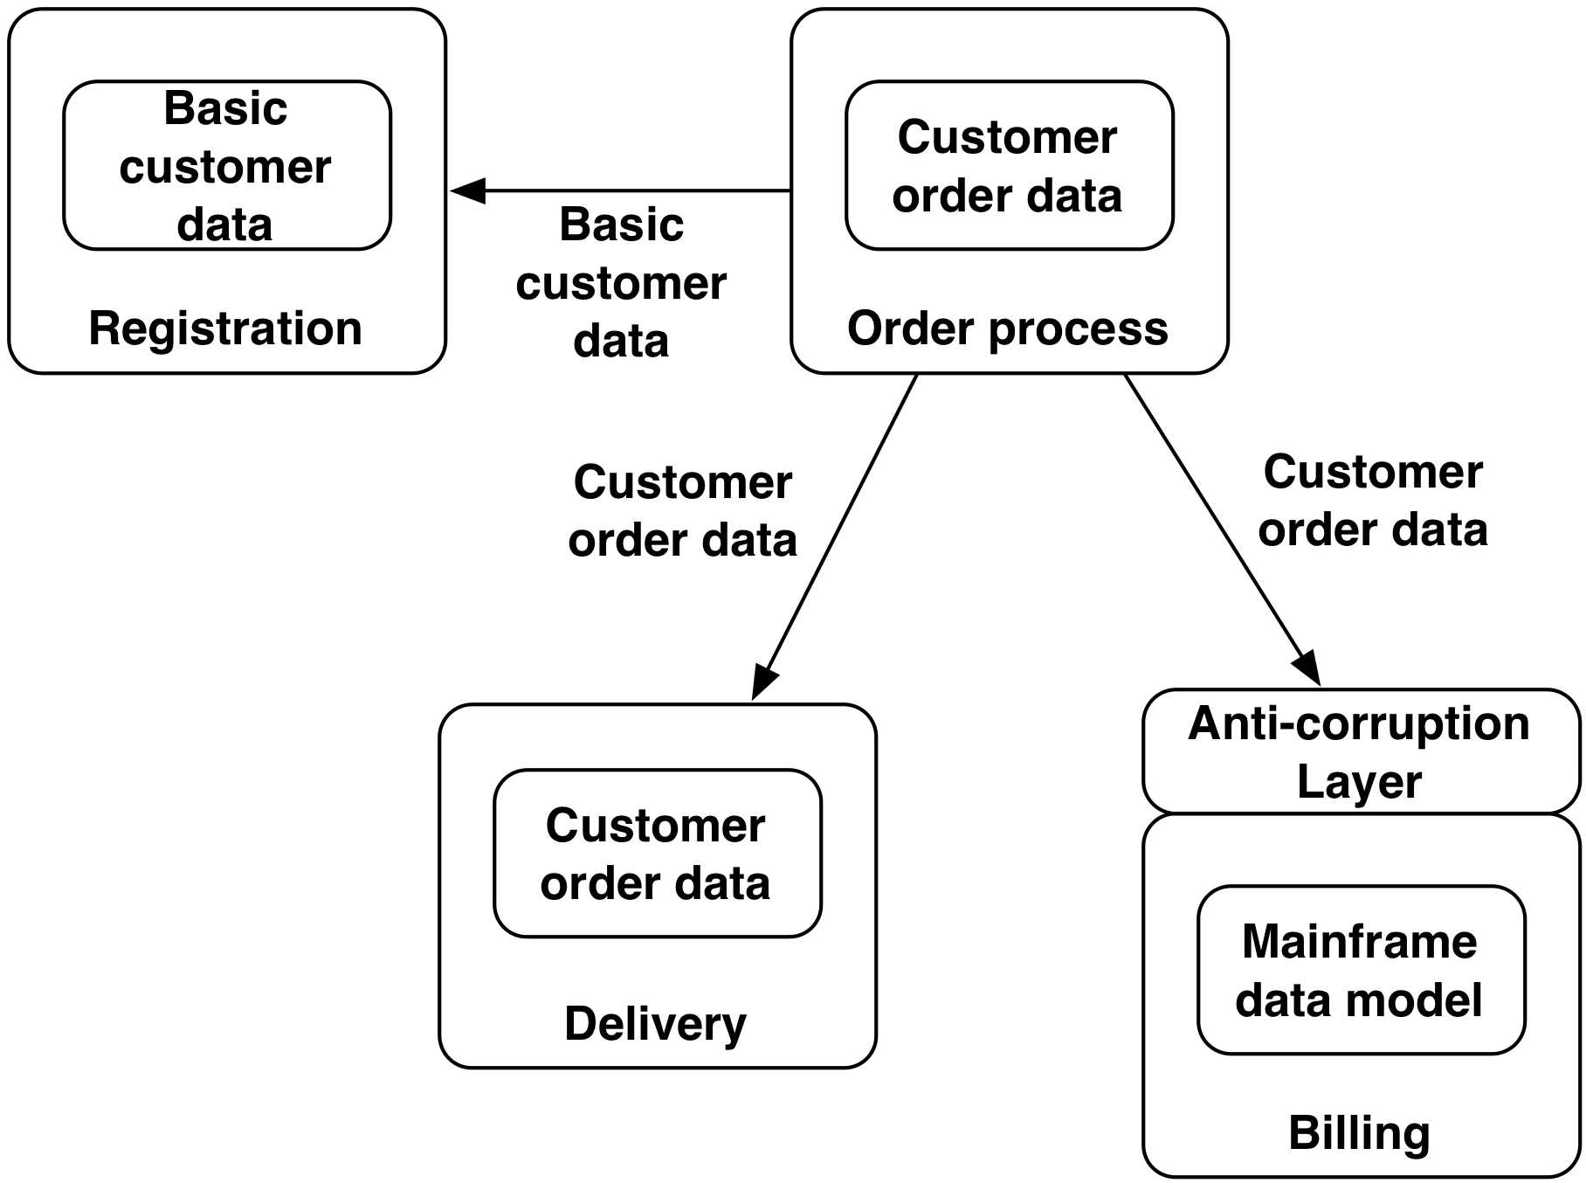 Basic
customer
data
Registration
Basic
customer
data
Customer
order data
Order process
Customer
order data
Customer
order data
Customer
order data
Delivery
Anti-corruption
Layer
Mainframe
data model
Billing